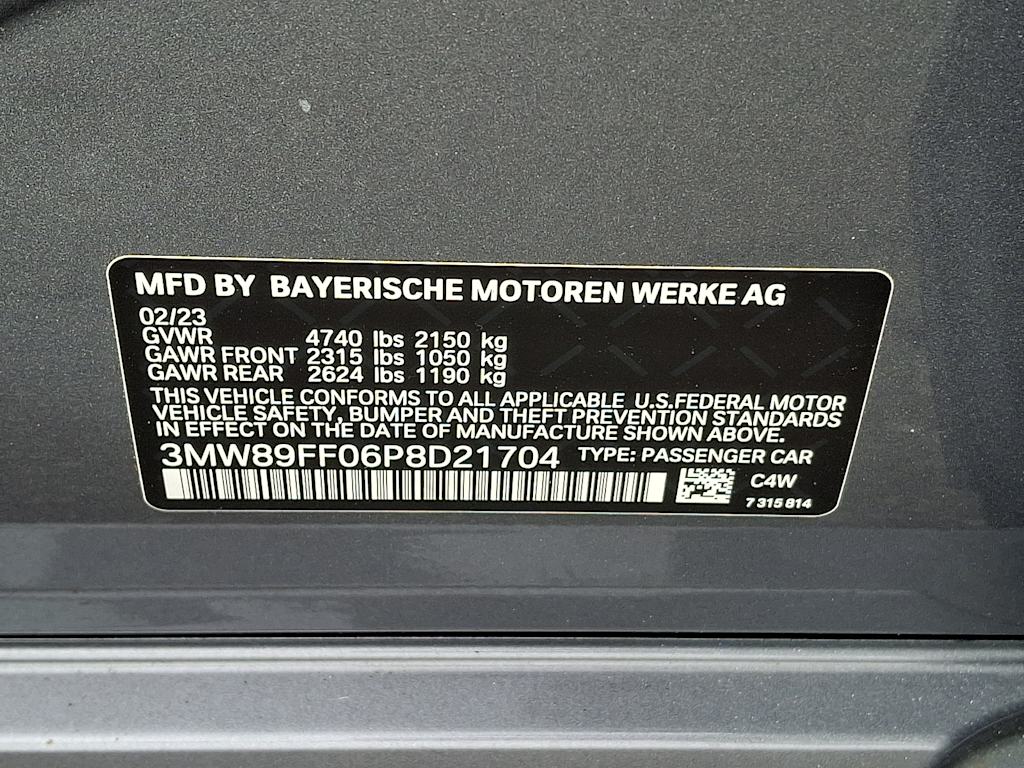 MFD BY BAYERISCHE MOTOREN WERKE AG
02/23
GVWR 4740 lbs 2150 kg
GAWR FRONT 2315 lbs 1050 kg
GAWR REAR 2624 lbs 1190 kg
THIS VEHICLE CONFORMS TO ALL APPLICABLE U.S.FEDERAL MOTOR
VEHICLE SAFETY, BUMPER AND THEFT PREVENTION STANDARDS
IN EFFECT ON THE DATE OF MANUFACTURE SHOWN ABOVE.
3MW89FF06P8D21704 TYPE: PASSENGER CAR
C4W
7 315 814